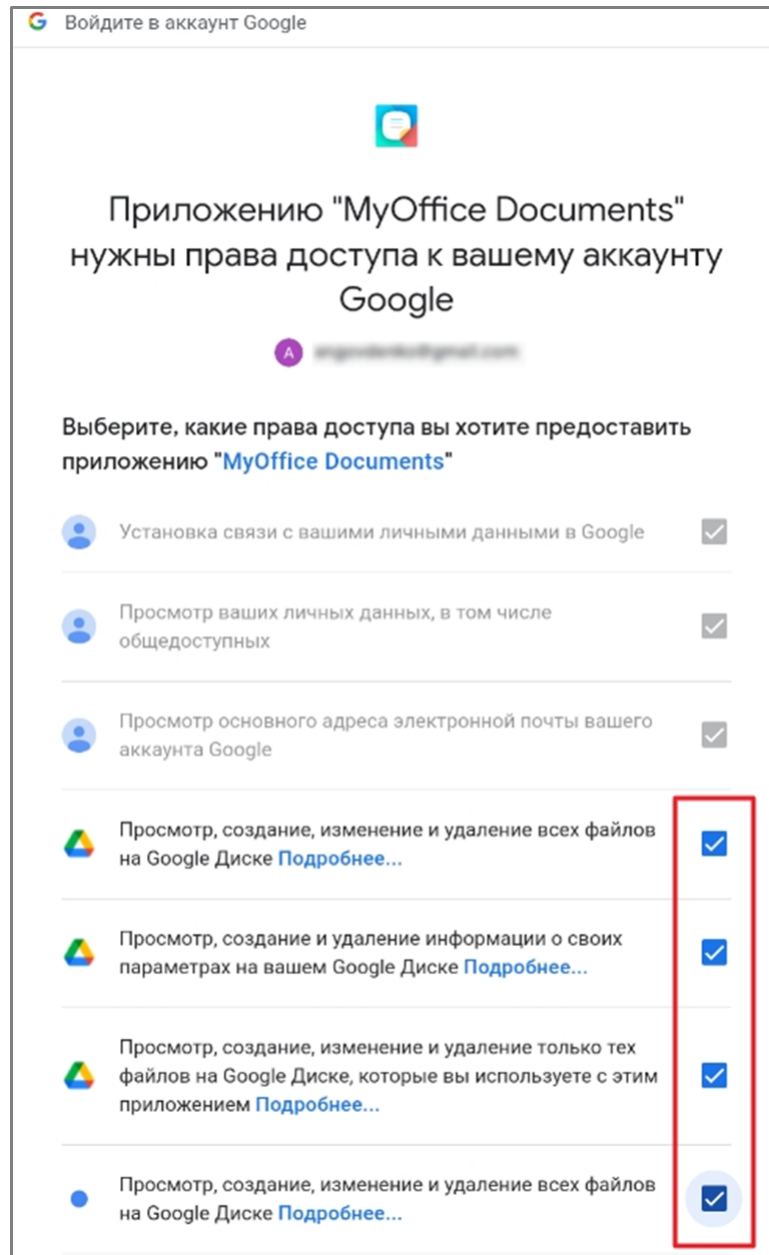 Войдите в аккаунт Google
Приложению "MyOffice Documents"
нужны права доступа к вашему аккаунту
Google
A
Выберите, какие права доступа вы хотите предоставить
приложению "MyOffice Documents"
Установка связи с вашими личными данными в Google
Просмотр ваших личных данных, в том числе
общедоступных
Просмотр основного адреса электронной почты вашего
аккаунта Google
Просмотр, создание, изменение и удаление всех файлов
на Google Диске Подробнее...
Просмотр, создание и удаление информации о своих
параметрах на вашем Google Диске Подробнее...
Просмотр, создание, изменение и удаление только тех
файлов на Google Диске, которые вы используете с этим
приложением Подробнее...
Просмотр, создание, изменение и удаление всех файлов
на Google Диске Подробнее...